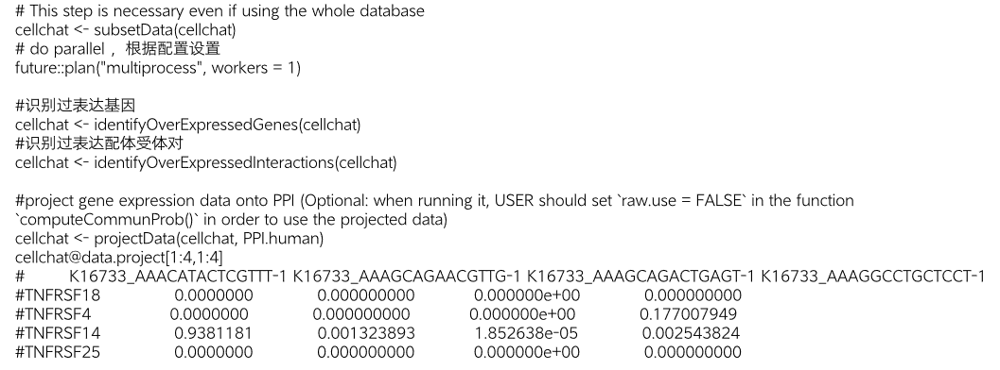 # This step is necessary even if using the whole database
cellchat <- subsetData(cellchat)
# do parallel ，根据配置设置
future::plan("multiprocess", workers = 1)
#识别过表达基因
cellchat <- identifyOverExpressedGenes(cellchat)
#识别过表达配体受体对
cellchat <- identifyOverExpressedInteractions(cellchat)
#project gene expression data onto PPI (Optional: when running it, USER should set `raw.use = FALSE` in the function
`computeCommunProb()` in order to use the projected data)
cellchat <- projectData(cellchat, PPI.human)
cellchat@data.project[1:4,1:4]
# K16733_AAACATACTCGTTT-1 K16733_AAAGCAGAACGTTG-1 K16733_AAAGCAGACTGAGT-1 K16733_AAAGGCCTGCTCCT-1
#TNFRSF18 0.0000000 0.000000000 0.000000e+00 0.000000000
#TNFRSF4 0.0000000 0.000000000 0.000000e+00 0.177007949
#TNFRSF14 0.9381181 0.001323893 1.852638e-05 0.002543824
#TNFRSF25 0.0000000 0.000000000 0.000000e+00 0.000000000